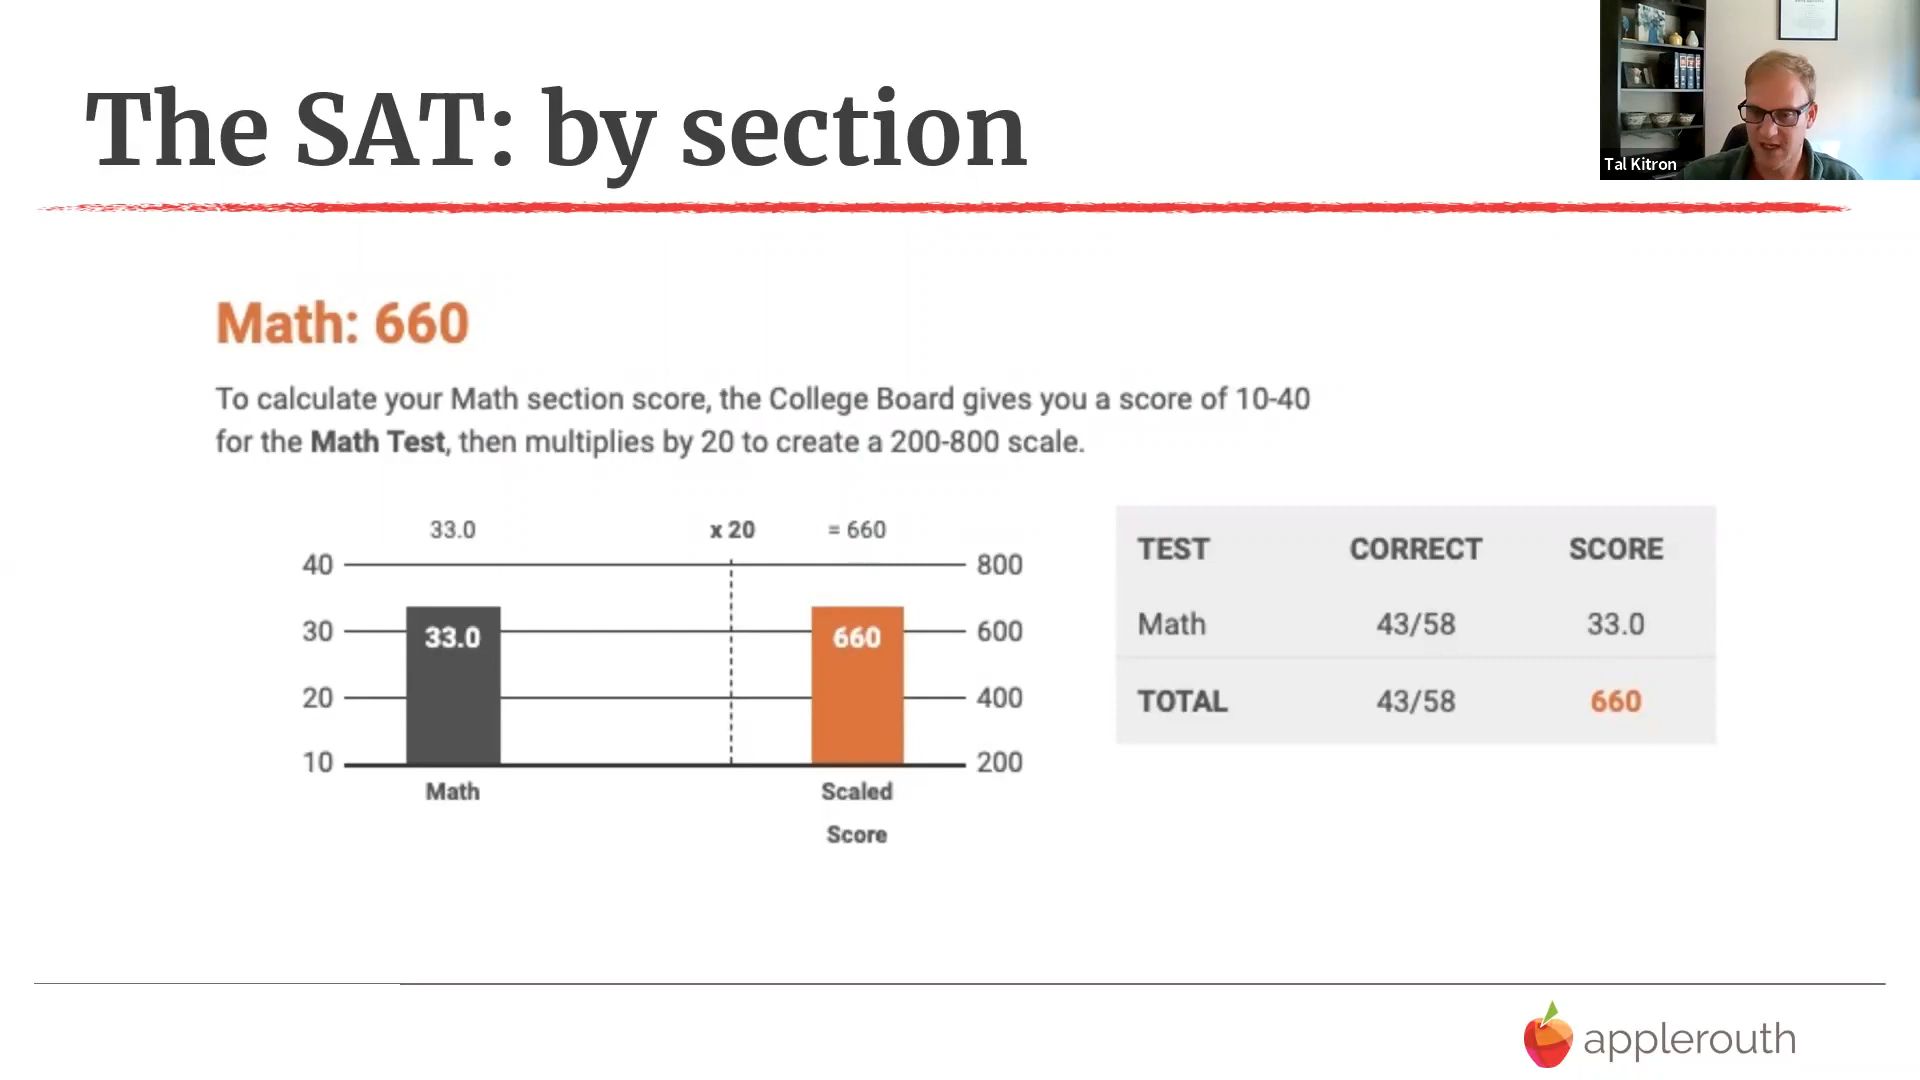 The SAT: by section
Tal Kitron
Math: 660
To calculate your Math section score, the College Board gives you a score of 10-40
for the Math Test, then multiplies by 20 to create a 200-800 scale.
33.0 x 20 = 660
40 800
30 33.0 660 600
20 400
10 200
Math Scaled
Score
TEST CORRECT SCORE
Math 43/58 33.0
TOTAL 43/58 660
applerouth